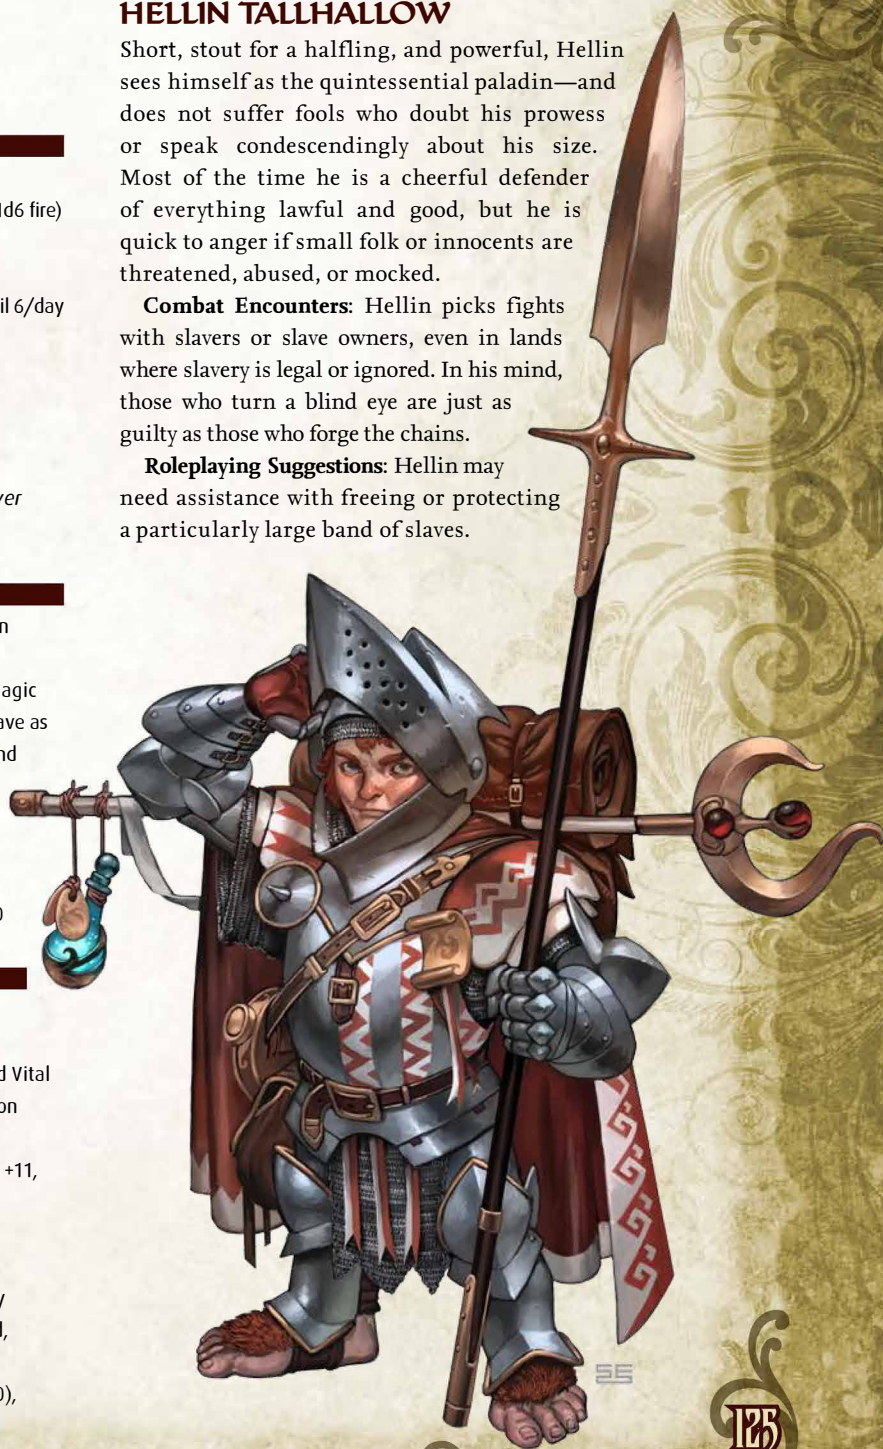 HELLIN TALLHALLOW
Short, stout for a halfling, and powerful, Hellin
sees himself as the quintessential paladin—and
does not suffer fools who doubt his prowess
or speak condescendingly about his size.
Most of the time he is a cheerful defender
of everything lawful and good, but he is
quick to anger if small folk or innocents are
threatened, abused, or mocked.
Combat Encounters: Hellin picks fights
with slavers or slave owners, even in lands
where slavery is legal or ignored. In his mind,
those who turn a blind eye are just as
guilty as those who forge the chains.
Roleplaying Suggestions: Hellin may
need assistance with freeing or protecting
a particularly large band of slaves.
1d6 fire)
il 6/day
ver
n
agic
ave as
nd
)
d Vital
on
+11,
y
l,
0),
125